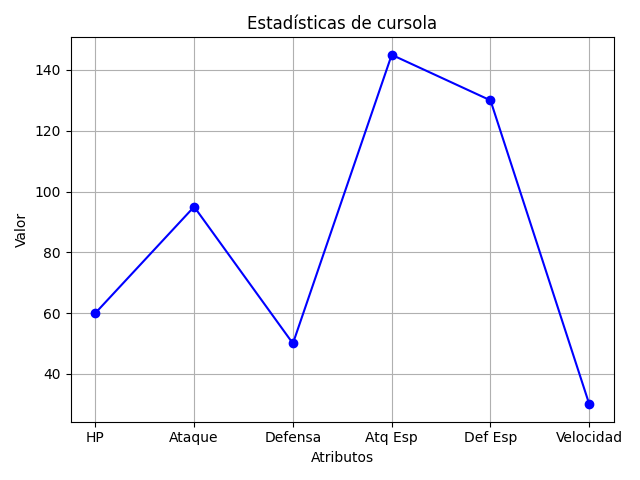 Estadísticas de cursola
Valor
140
120
100
80
60
40
HP Ataque Defensa Atq Esp Def Esp Velocidad
Atributos